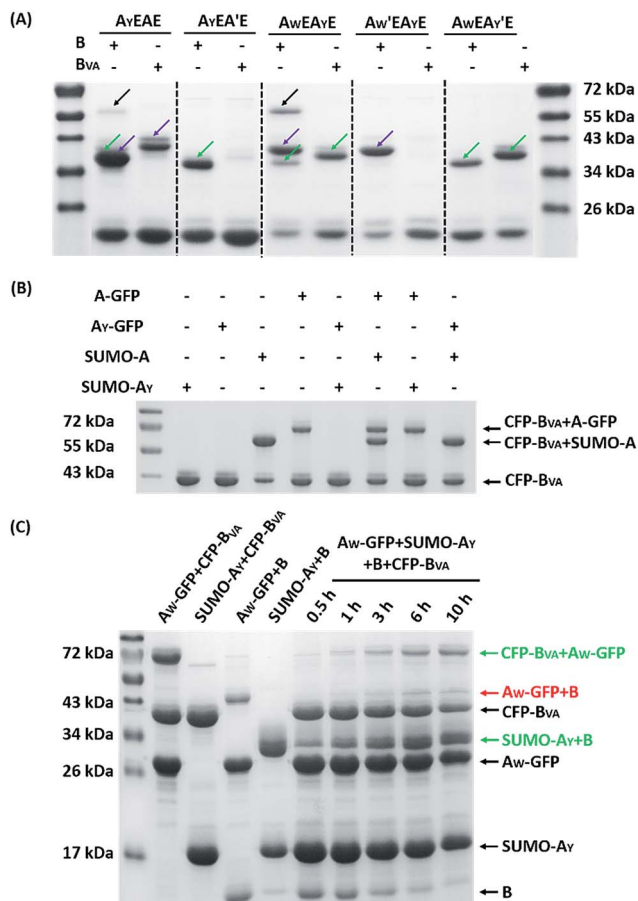 (A)
AYEAE AYEA'E AWEAYE AW'EAYE AWEAY'E
B + - + - + - + - + -
BVA - + - + - + - + - +
72 kDa
55 kDa
43 kDa
34 kDa
26 kDa
(B)
A-GFP - - - + - + + -
AY-GFP - + - - + - - +
SUMO-A - - + - - + - +
SUMO-AY + - - - + - + -
72 kDa
55 kDa
43 kDa
CFP-BVA+A-GFP
CFP-BVA+SUMO-A
CFP-BVA
(C)
AW-GFP+CFP-BVA
SUMO-AY+CFP-BVA
AW-GFP+B
SUMO-AY+B
AW-GFP+SUMO-AY
+B+CFP-BVA
0.5 h 1 h 3 h 6 h 10 h
72 kDa
43 kDa
34 kDa
26 kDa
17 kDa
CFP-BVA+AW-GFP
AW-GFP+B
CFP-BVA
SUMO-AY+B
AW-GFP
SUMO-AY
B